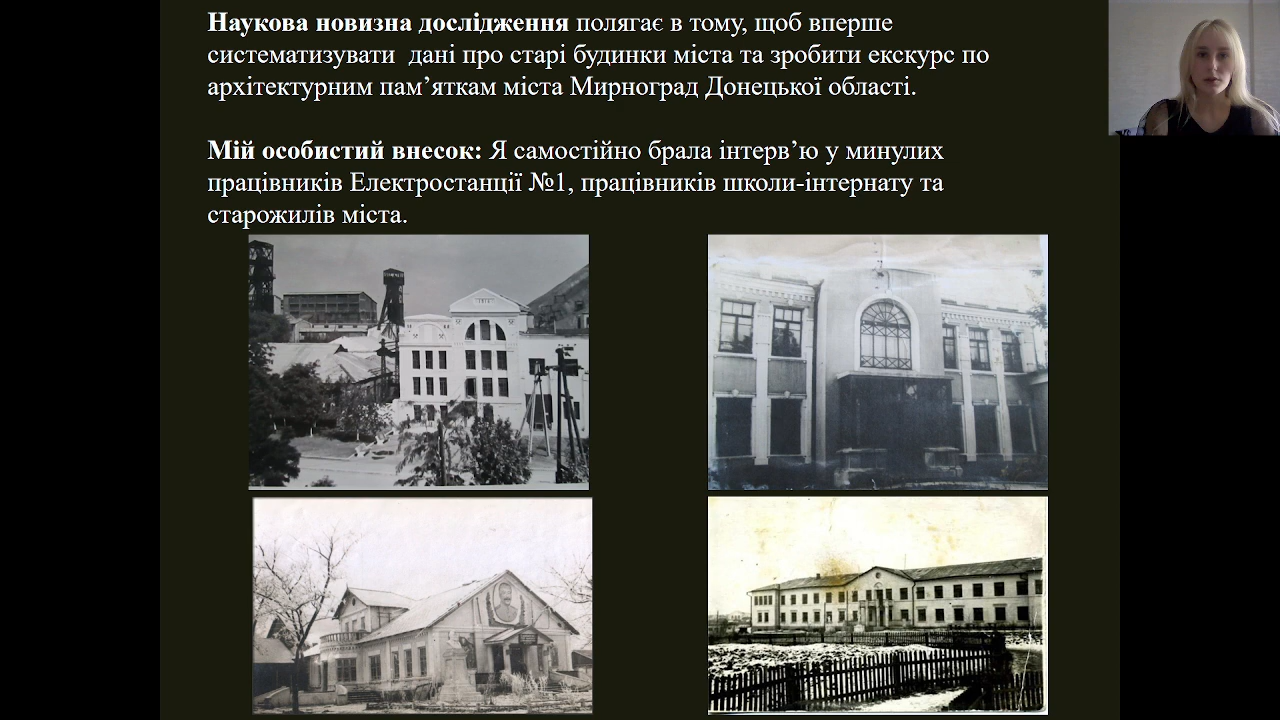 Наукова новизна дослідження полягає в тому, щоб вперше
систематизувати  дані про старі будинки міста та зробити екскурс по
архітектурним пам’яткам міста Мирноград Донецької області.
Мій особистий внесок: Я самостійно брала інтерв’ю у минулих
працівників Електростанції №1, працівників школи-інтернату та
старожилів міста.